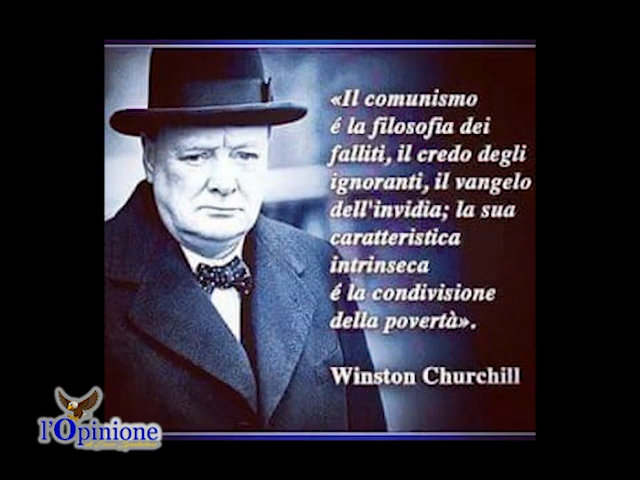 «Il comunismo
é la filosofia dei
falliti, il credo degli
ignoranti, il vangelo
dell'invidia; la sua
caratteristica
intrinseca
é la condivisione
della povertà».
Winston Churchill
l'Opinione